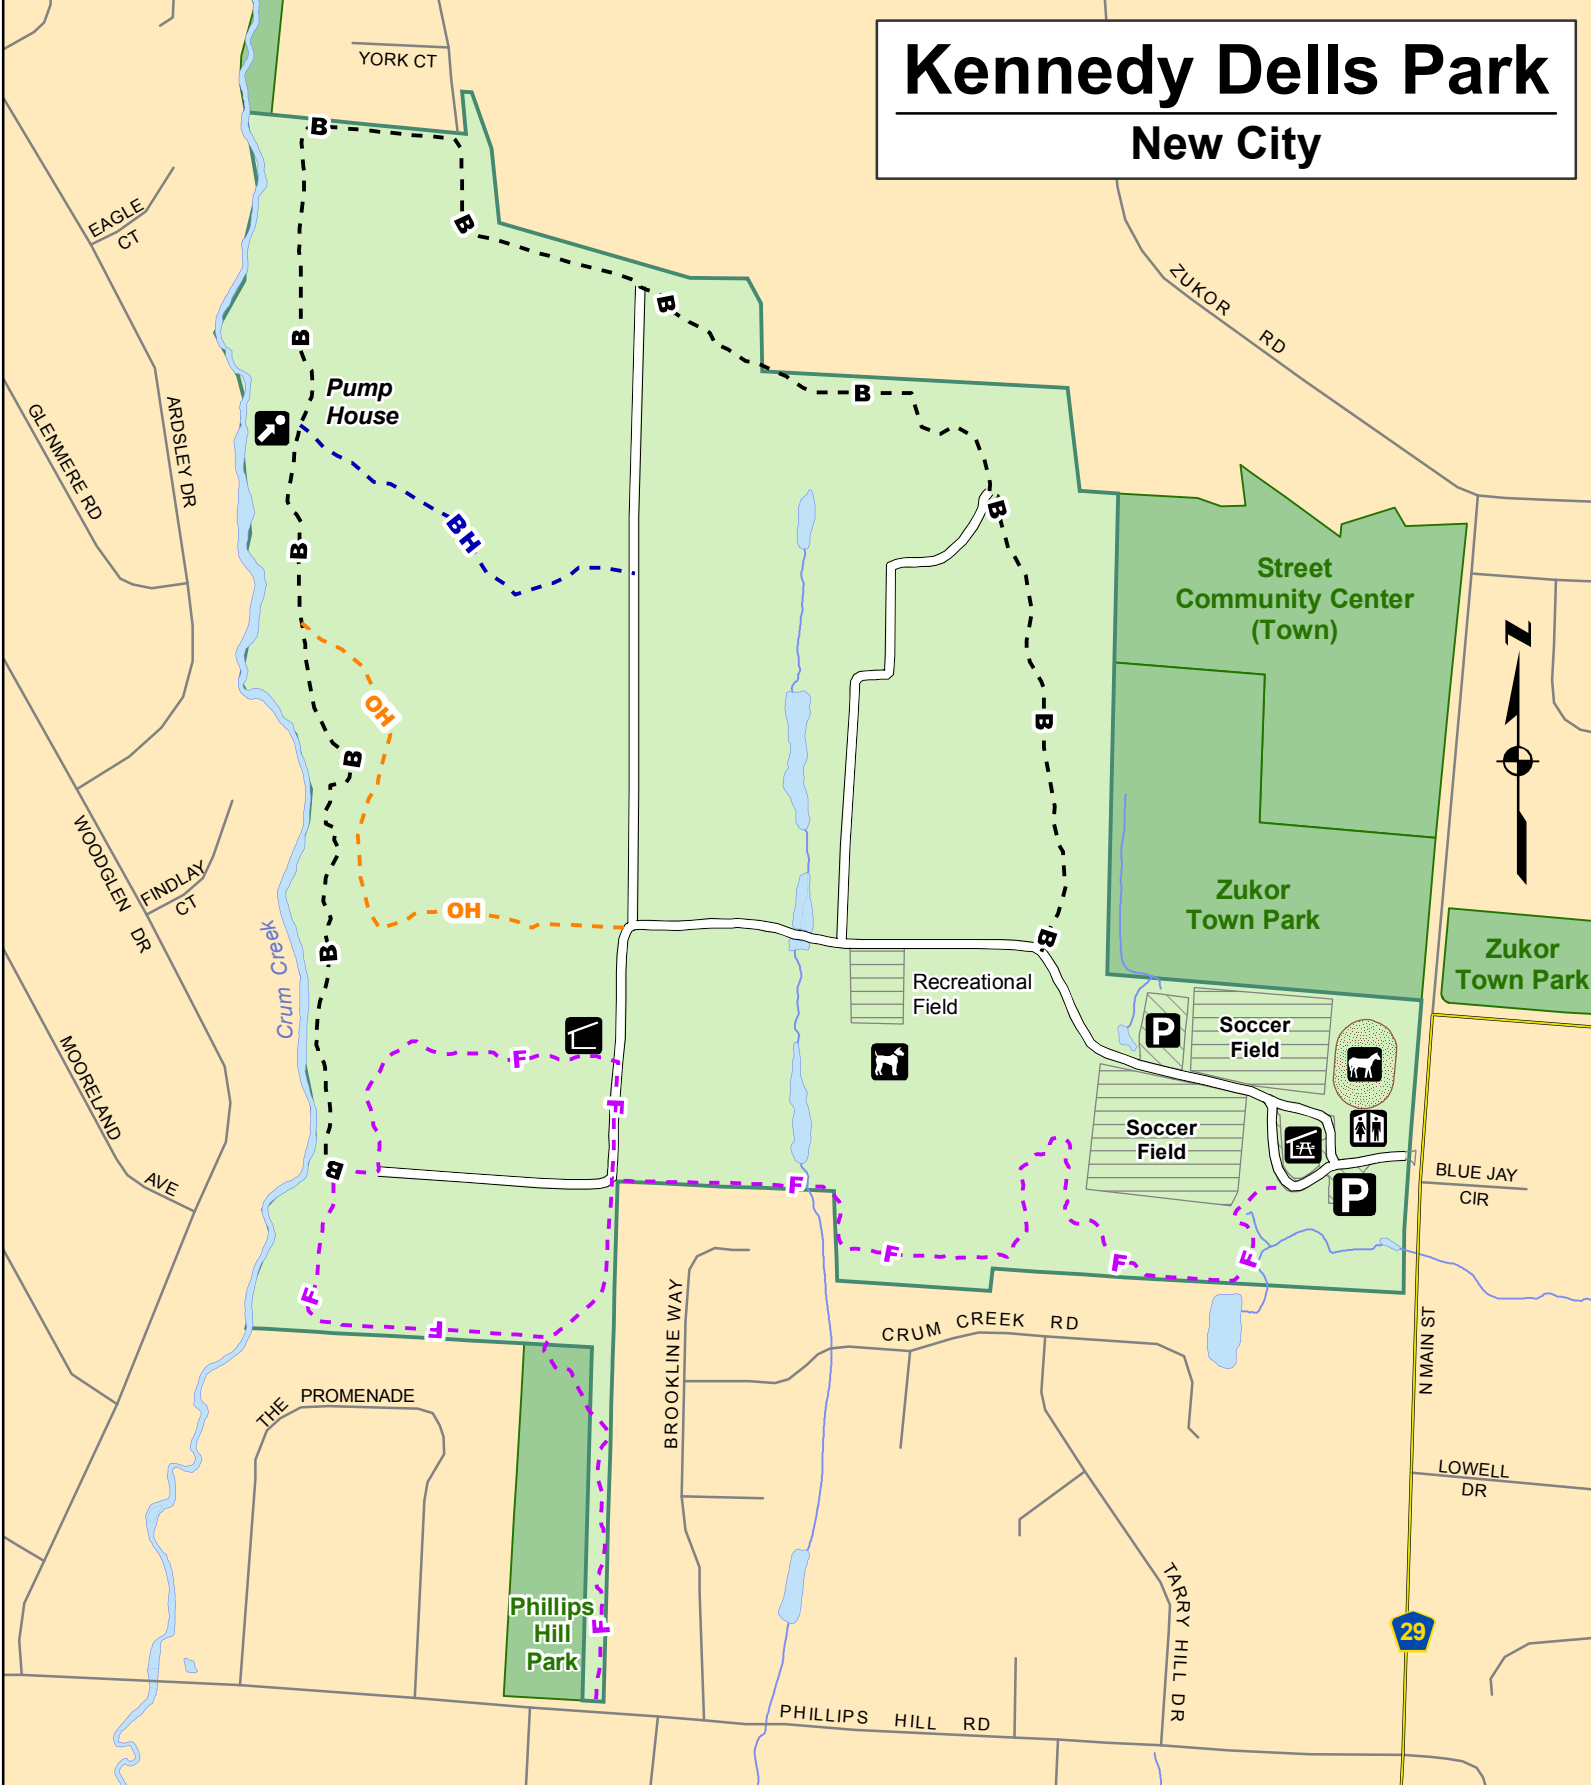 Kennedy Dells Park
New City
YORK CT
B
B
EAGLE
CT
ZUKOR
RD
B
B
Pump
House
B
GLENMERE RD
ARDSLEY DR
B
BH
B
Street
Community Center
(Town)
N
OH
B
B
WOODGLEN
DR
FINDLAY
CT
OH
Zukor
Town Park
Zukor
Town Park
Crum Creek
B
B
Recreational
Field
P
Soccer
Field
MOORELAND
AVE
F
F
Soccer
Field
B
F
P
BLUE JAY
CIR
F
F
F
F
F
BROOKLINE WAY
CRUM CREEK RD
N MAIN ST
THE
PROMENADE
LOWELL
DR
TARRY HILL DR
Phillips
Hill
Park
F
29
PHILLIPS HILL RD